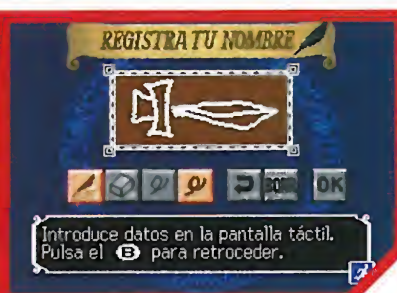 REGISTRA TU NOMBRE
OK
Introduce datos en la pantalla táctil.
Pulsa el B para retroceder.